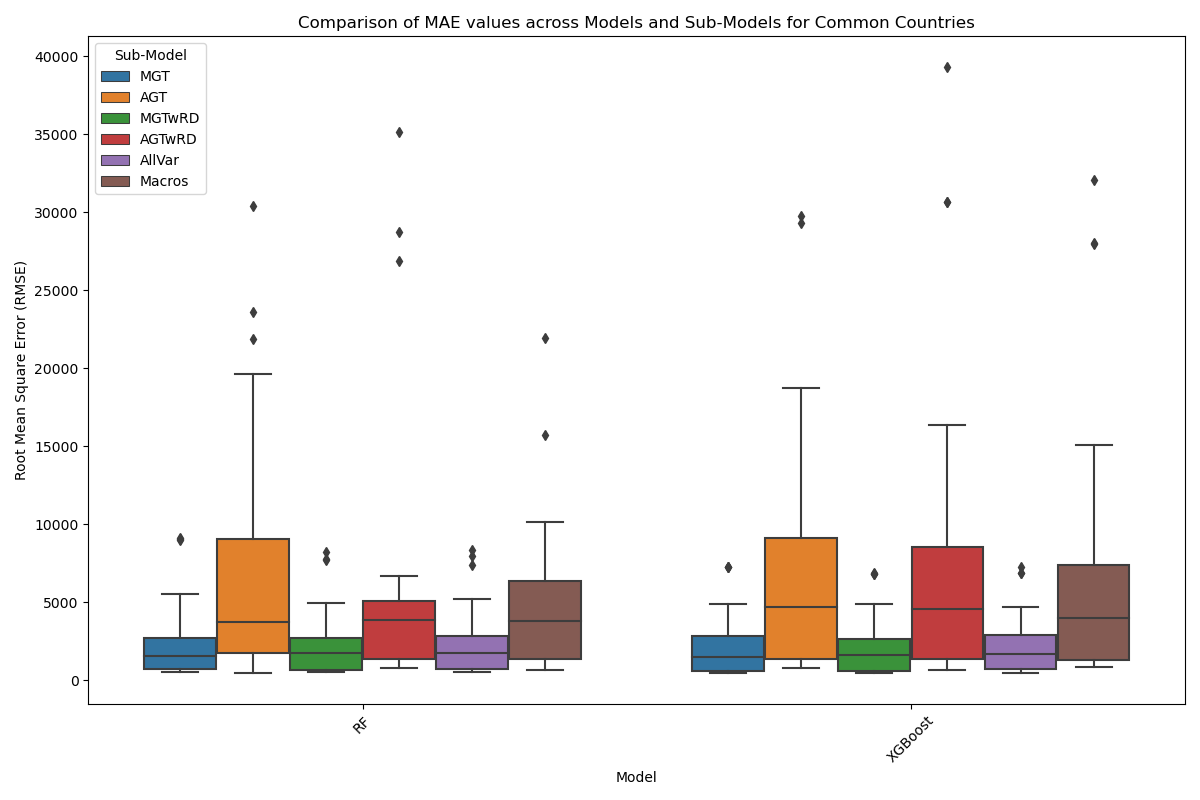 Comparison of MAE values across Models and Sub-Models for Common Countries
Sub-Model
MGT
AGT
MGTwRD
AGTwRD
AllVar
Macros
40000
35000
30000
25000
20000
15000
10000
5000
0
Root Mean Square Error (RMSE)
RF
XGBoost
Model